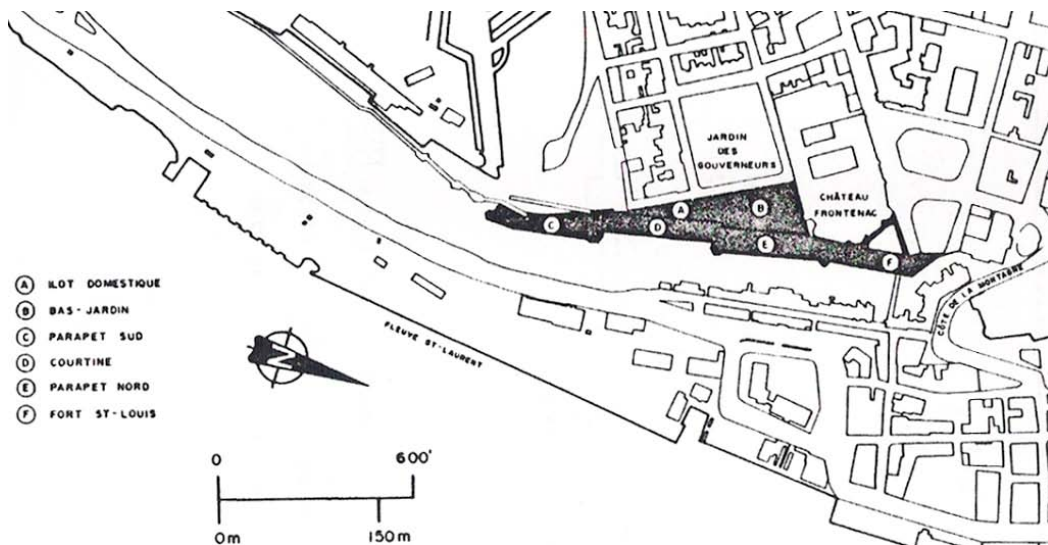 JARDIN
DES
GOUVERNEURS
CHÂTEAU
FRONTENAC
A
B
C
D
E
F
CÔTE DE LA MONTAGNE
FLEUVE ST-LAURENT
A ILOT DOMESTIQUE
B BAS-JARDIN
C PARAPET SUD
D COURTINE
E PARAPET NORD
F FORT ST-LOUIS
N
0 600'
0m 150m